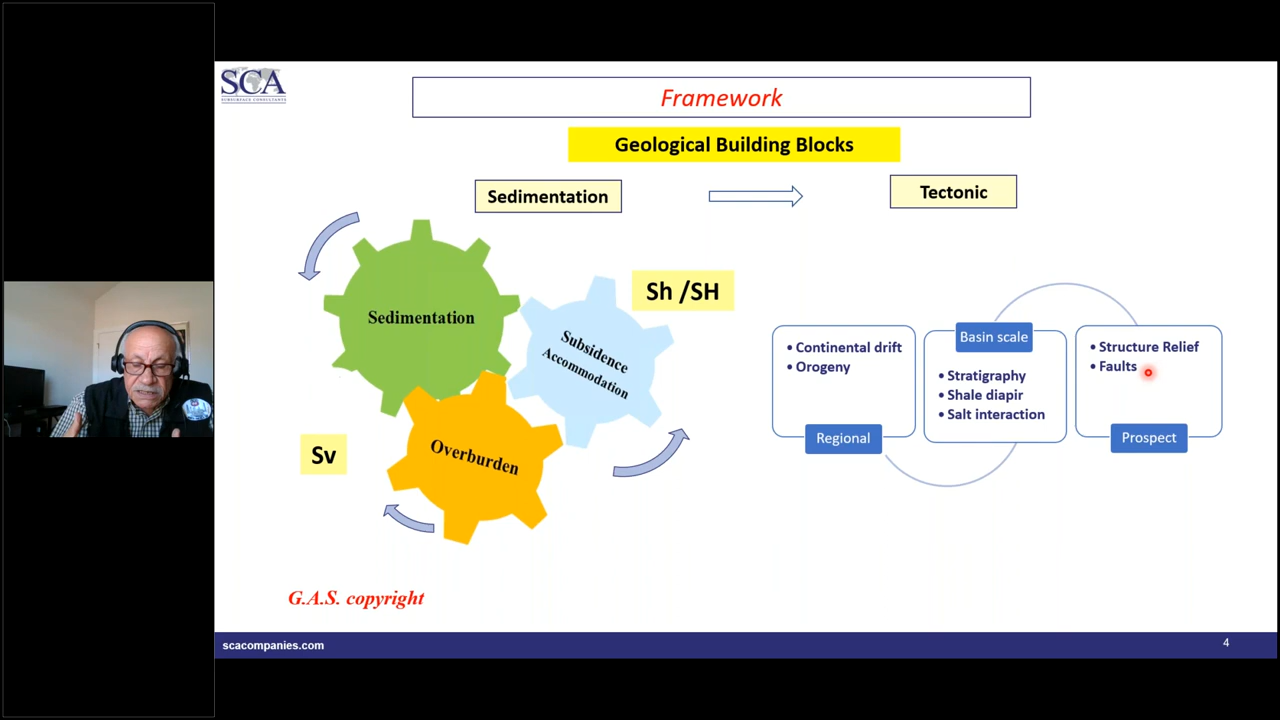 SCA
SUBSURFACE CONSULTANTS
Framework
Geological Building Blocks
Sedimentation
Tectonic
Sedimentation
Subsidence
Accommodation
Overburden
Sh /SH
Sv
• Continental drift
• Orogeny
Regional
Basin scale
• Stratigraphy
• Shale diapir
• Salt interaction
• Structure Relief
• Faults
Prospect
G.A.S. copyright
scacompanies.com
4